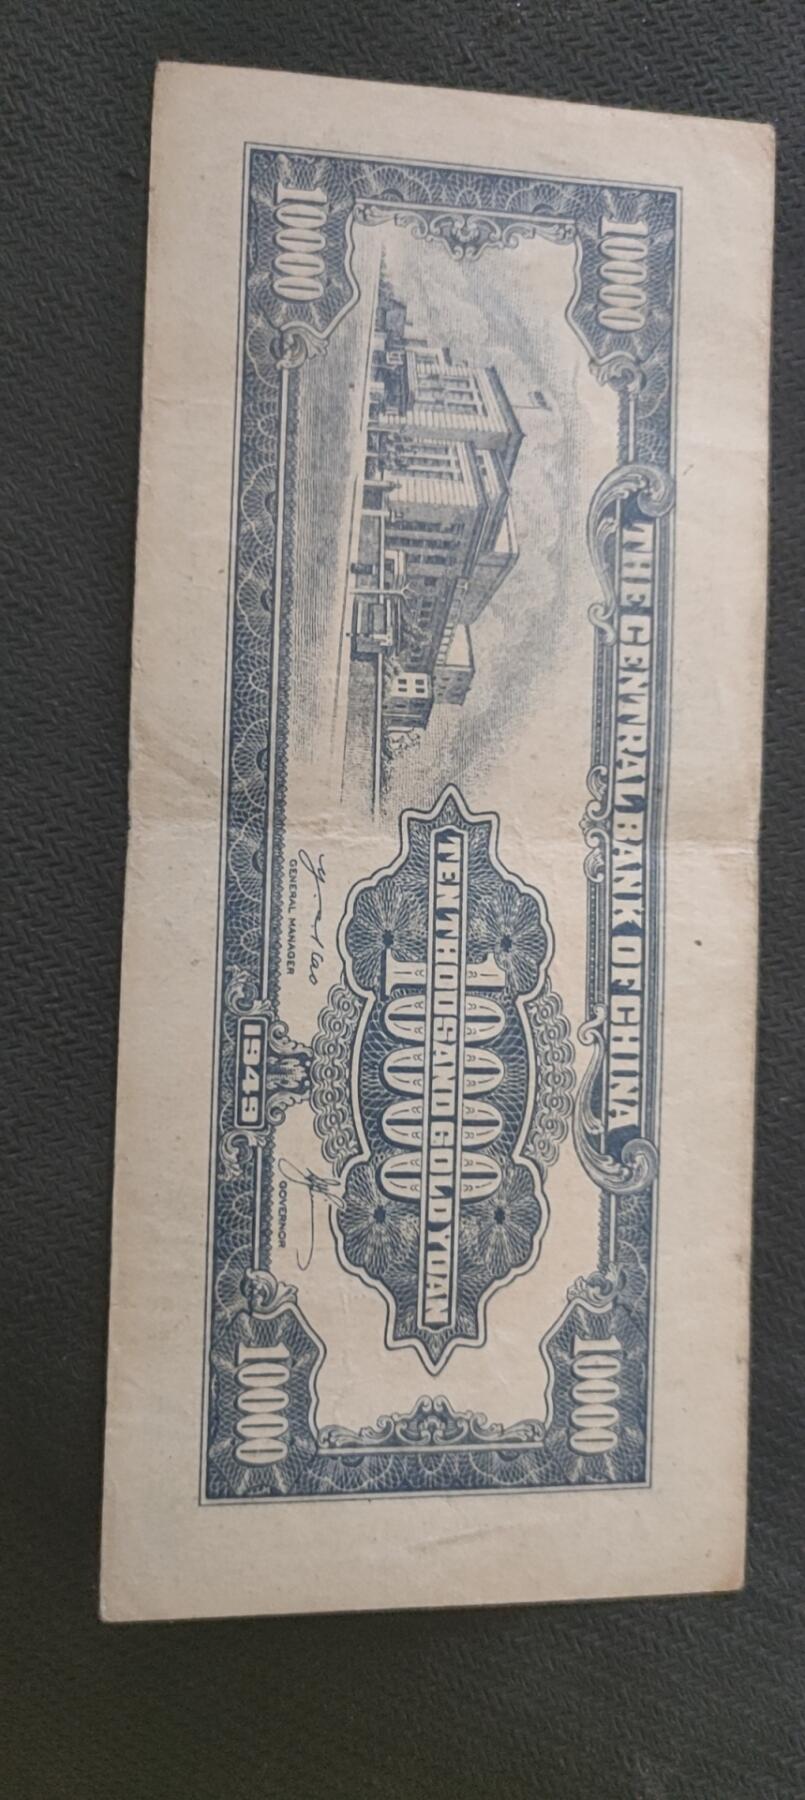 10000
10000
THE CENTRAL BANK OF CHINA
10000
TEN THOUSAND GOLD YUAN
GENERAL MANAGER
GOVERNOR
1949
10000
10000